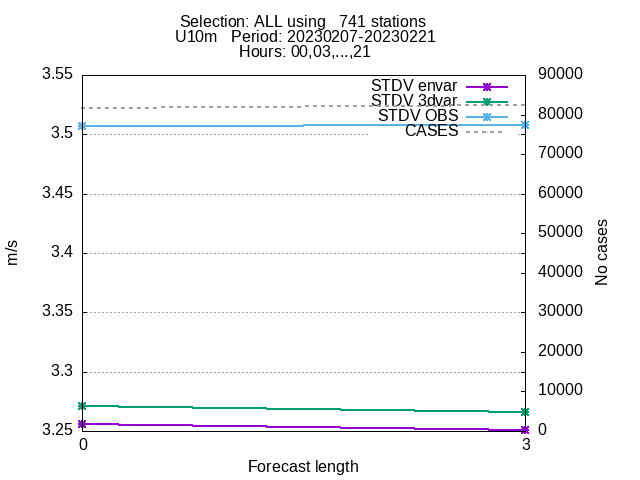 Selection: ALL using   741 stations
U10m   Period: 20230207-20230221
Hours: 00,03,...,21
3.55
3.5
3.45
3.4
3.35
3.3
3.25
m/s
STDV envar
STDV 3dvar
STDV OBS
CASES
90000
80000
70000
60000
50000
40000
30000
20000
10000
0
No cases
0
3
Forecast length